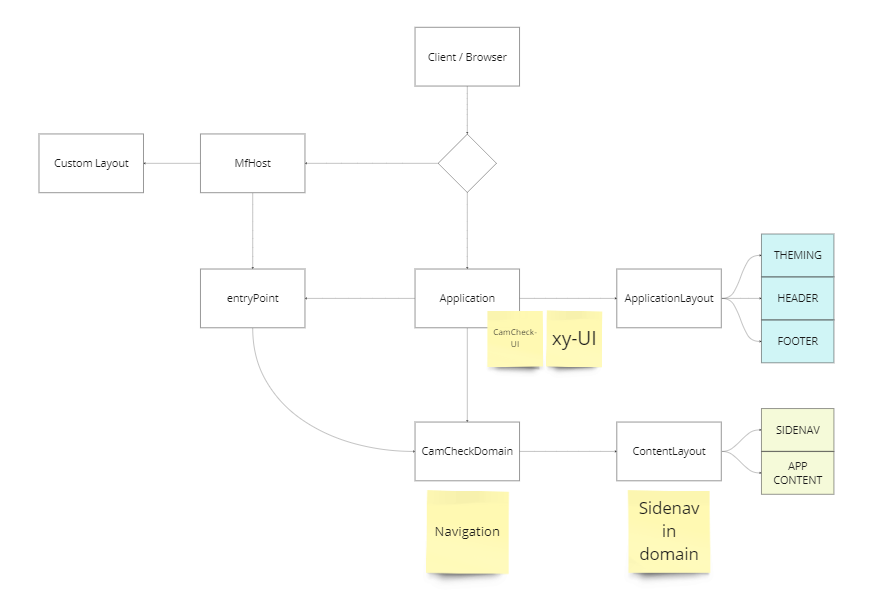 Client / Browser
Custom Layout
MfHost
THEMING
entryPoint
Application
ApplicationLayout
HEADER
CamCheck-
UI
xy-UI
FOOTER
SIDENAV
CamCheckDomain
ContentLayout
APP
CONTENT
Navigation
Sidenav
in
domain